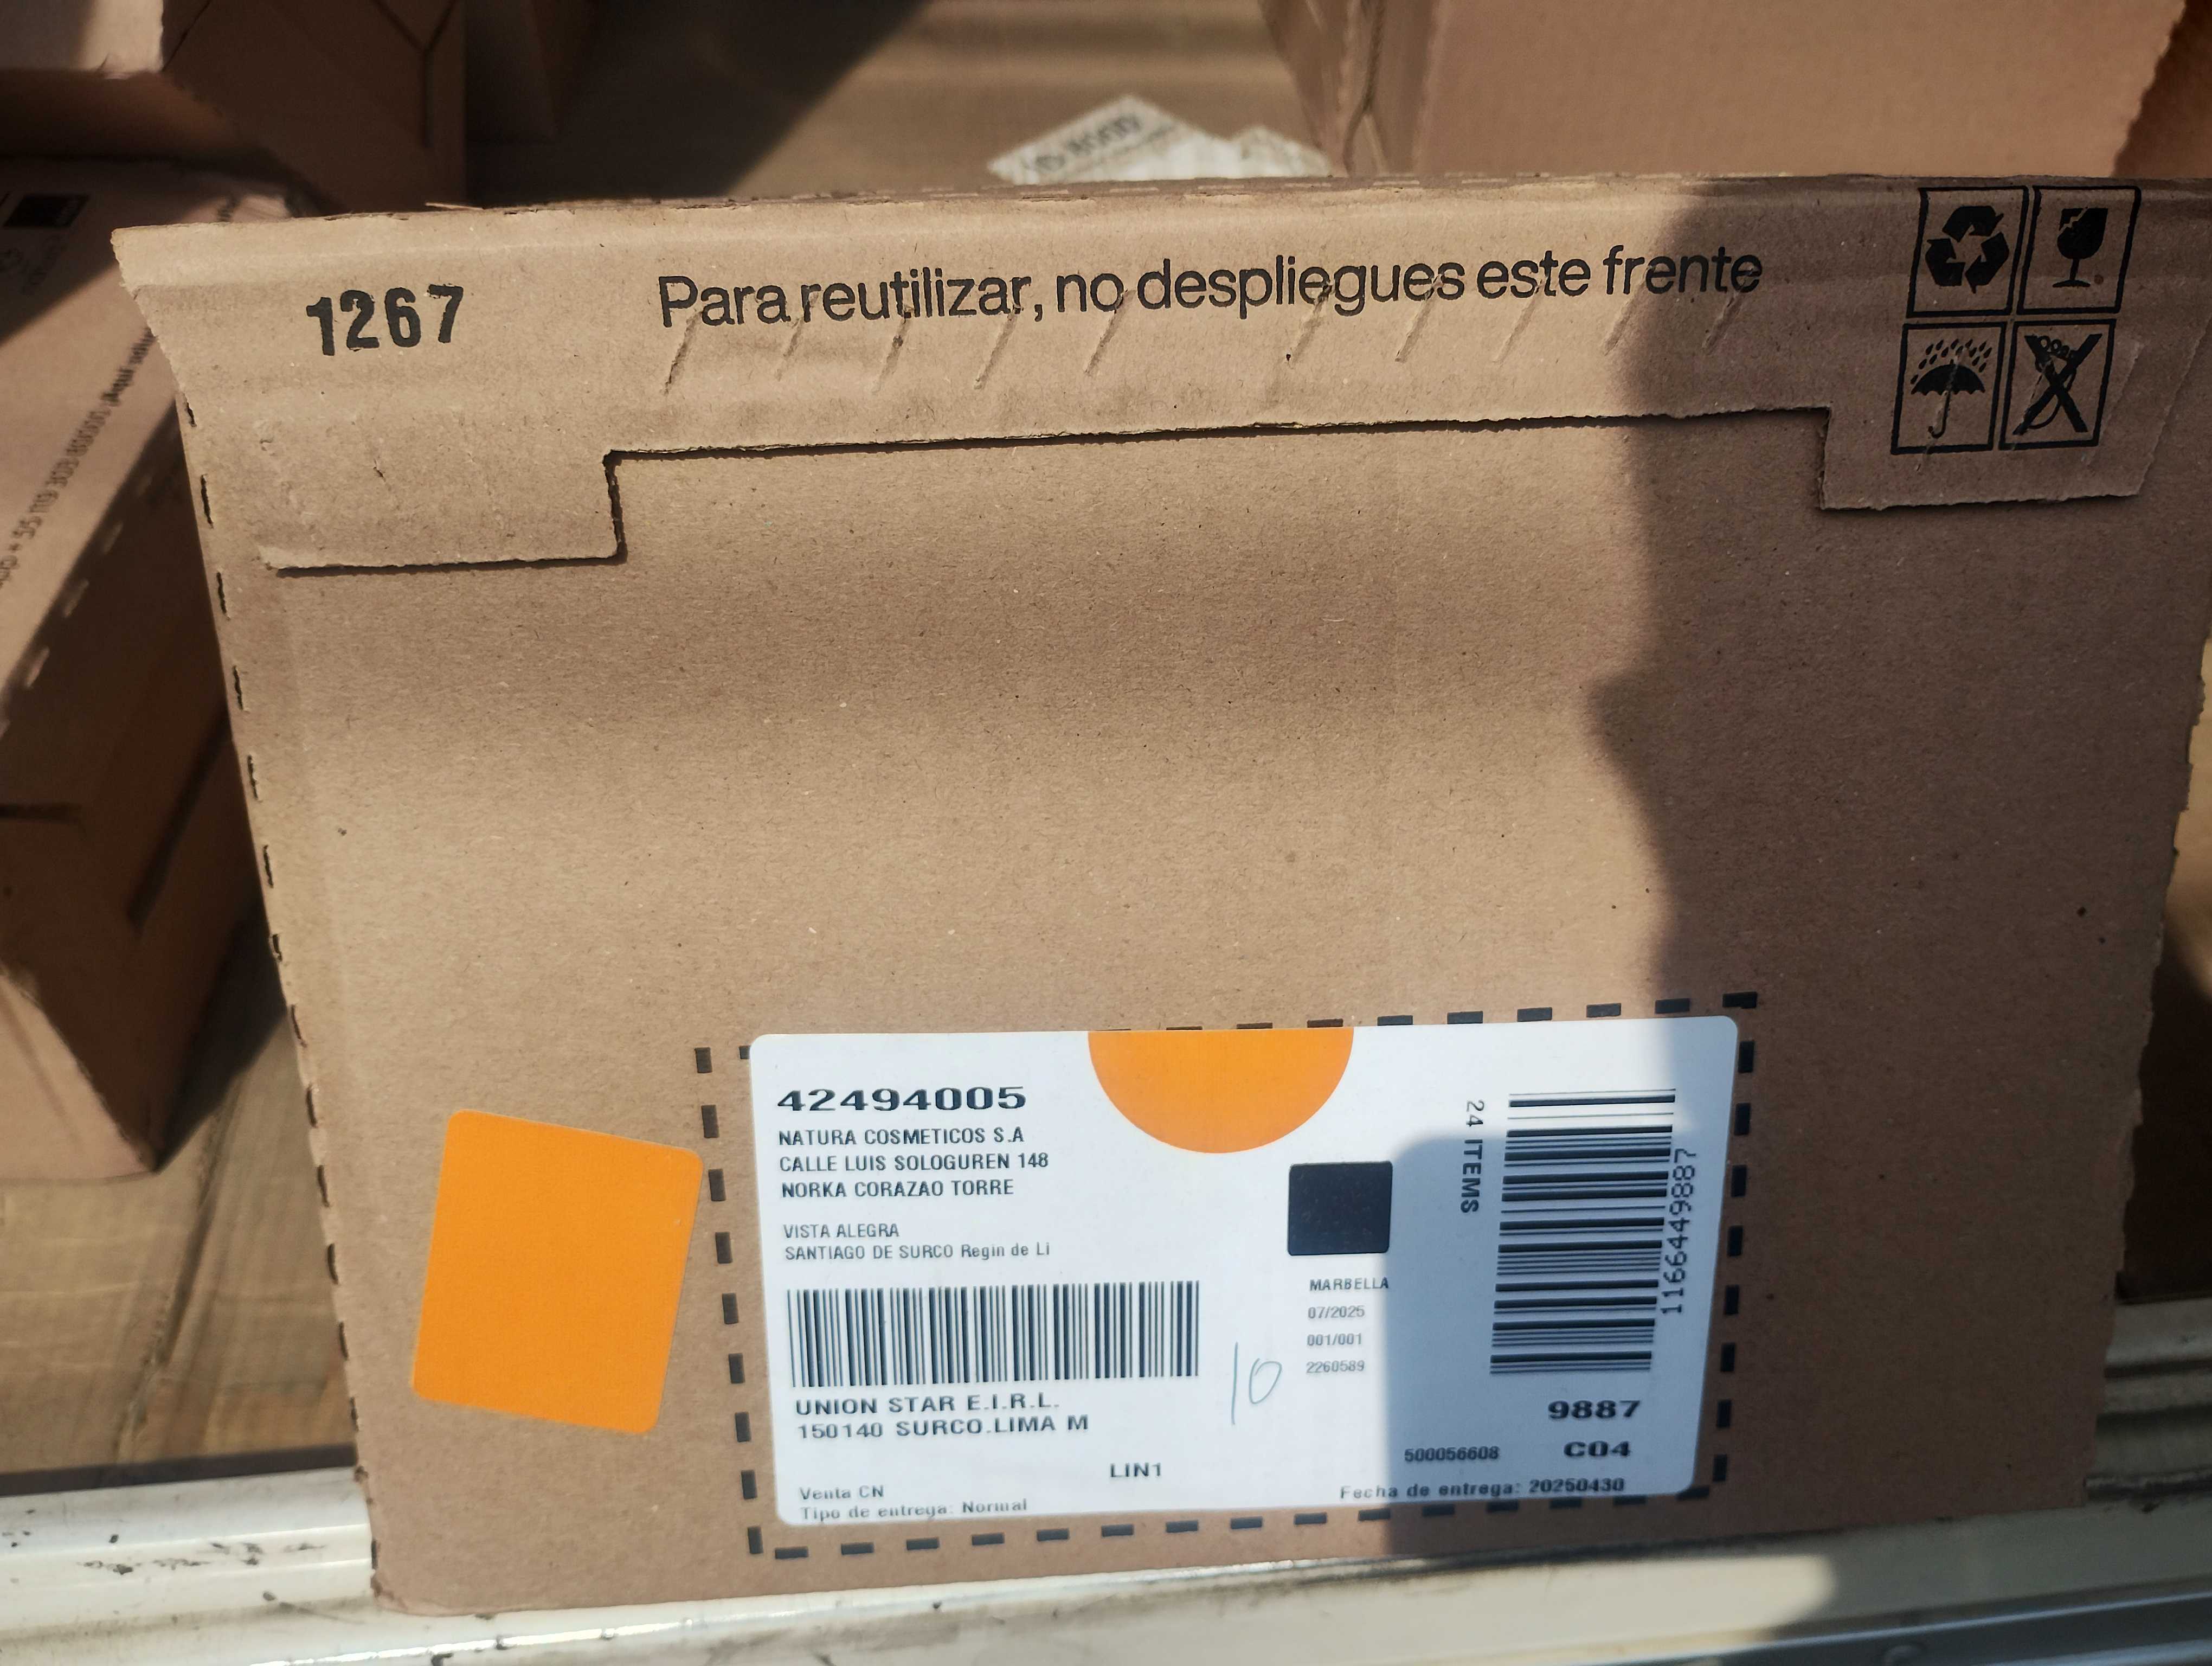 1267
Para reutilizar, no despliegues este frente
42494005
NATURA COSMETICOS S.A
CALLE LUIS SOLOGUREN 148
NORKA CORAZAO TORRE
VISTA ALEGRA
SANTIAGO DE SURCO Regin de Li
UNION STAR E.I.R.L.
150140 SURCO.LIMA M
LIN1
Venta CN
Tipo de entrega: Normal
10
MARBELLA
07/2025
001/001
2260589
24 ITEMS
1166449887
9887
500056608 C04
Fecha de entrega: 20250430